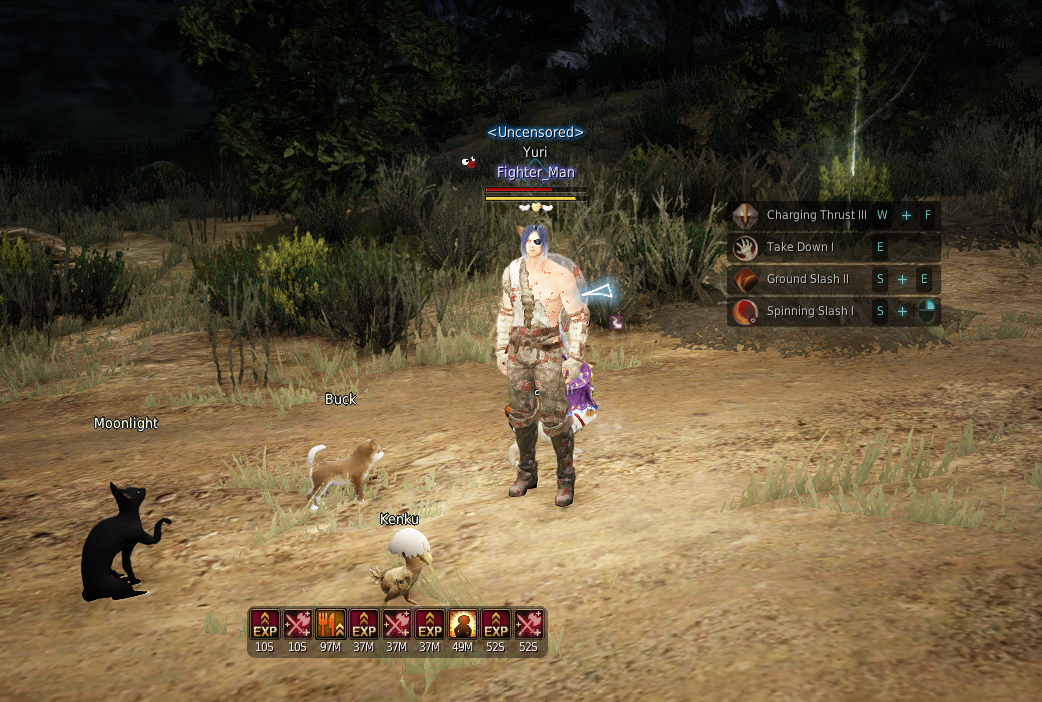 <Uncensored>
Yuri
Fighter_Man
Charging Thrust III W + F
Take Down I E
Ground Slash II S + E
Spinning Slash I S +
Buck
Moonlight
Kenku
EXP EXP EXP EXP
10S 10S 97M 37M 37M 37M 49M 52S 52S